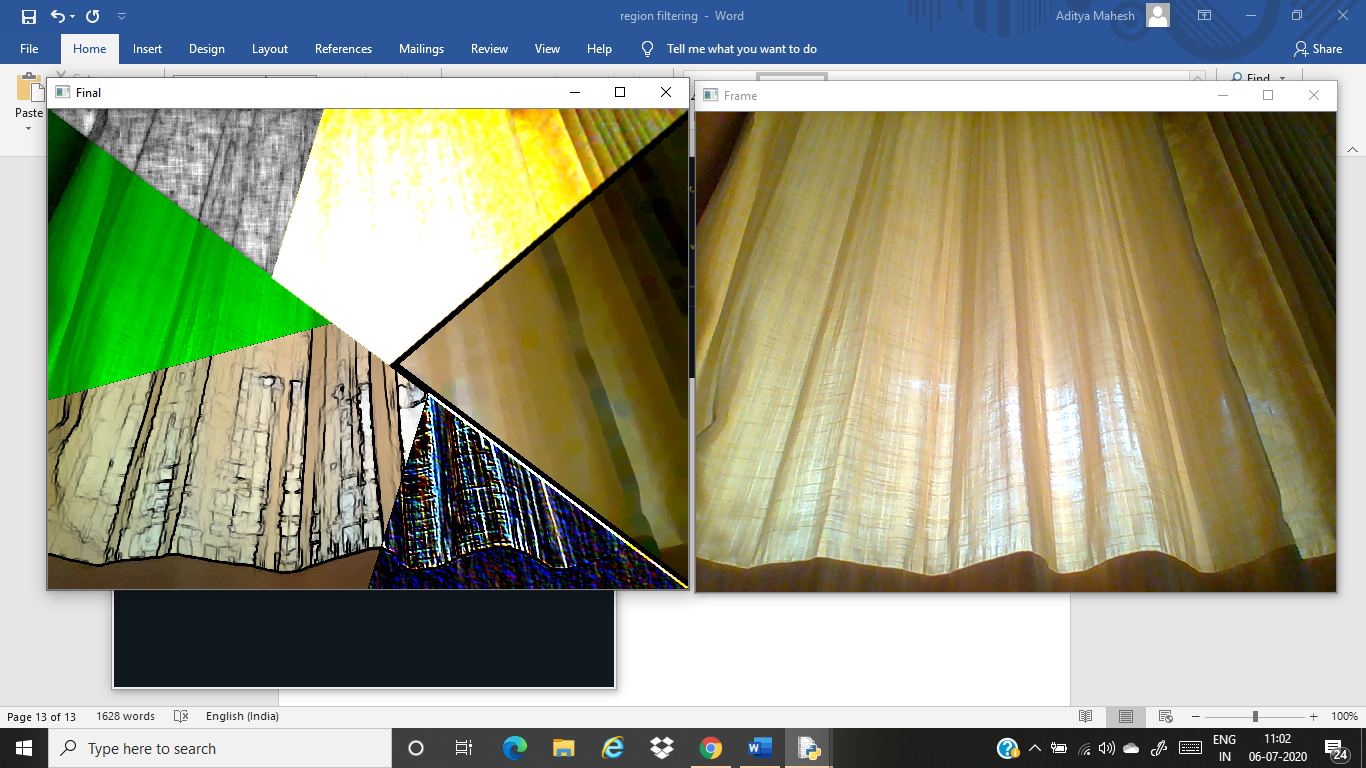 region filtering - Word
Aditya Mahesh
File Home Insert Design Layout References Mailings Review View Help Tell me what you want to do Share
Find
Final
Frame
Paste
Page 13 of 13 1628 words English (India) 100%
Type here to search
ENG
IN
11:02
06-07-2020
24